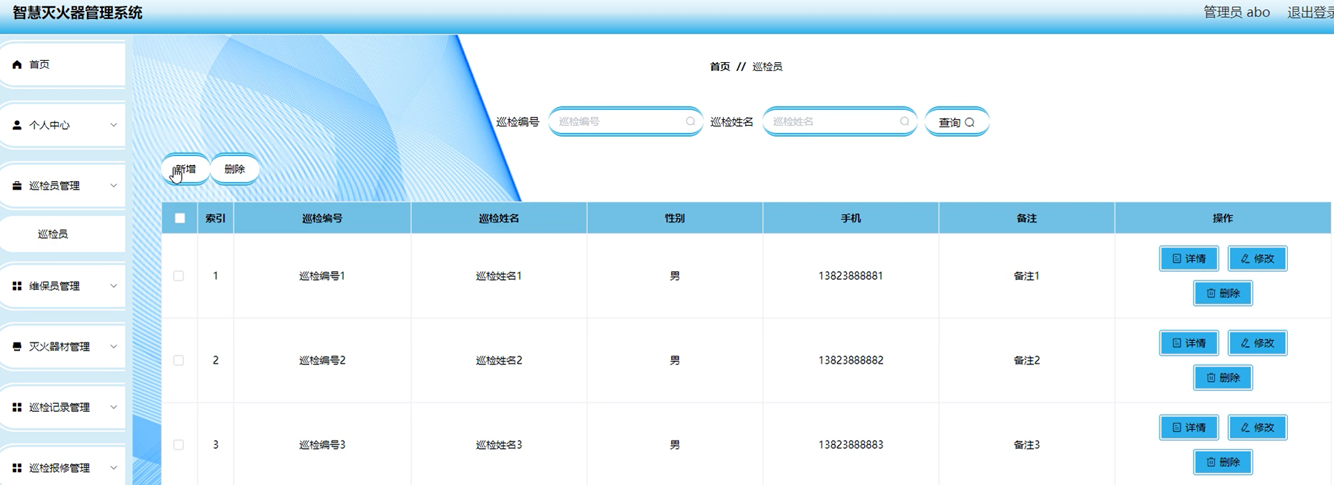 智慧灭火器管理系统
管理员 abo 退出登录
首页
个人中心
巡检员管理
巡检员
维保员管理
灭火器材管理
巡检记录管理
巡检报修管理
首页 // 巡检员
巡检编号 巡检编号 巡检姓名 巡检姓名 查询
新增 删除
索引 巡检编号 巡检姓名 性别 手机 备注 操作
1 巡检编号1 巡检姓名1 男 13823888881 备注1 详情 修改
删除
2 巡检编号2 巡检姓名2 男 13823888882 备注2 详情 修改
删除
3 巡检编号3 巡检姓名3 男 13823888883 备注3 详情 修改
删除